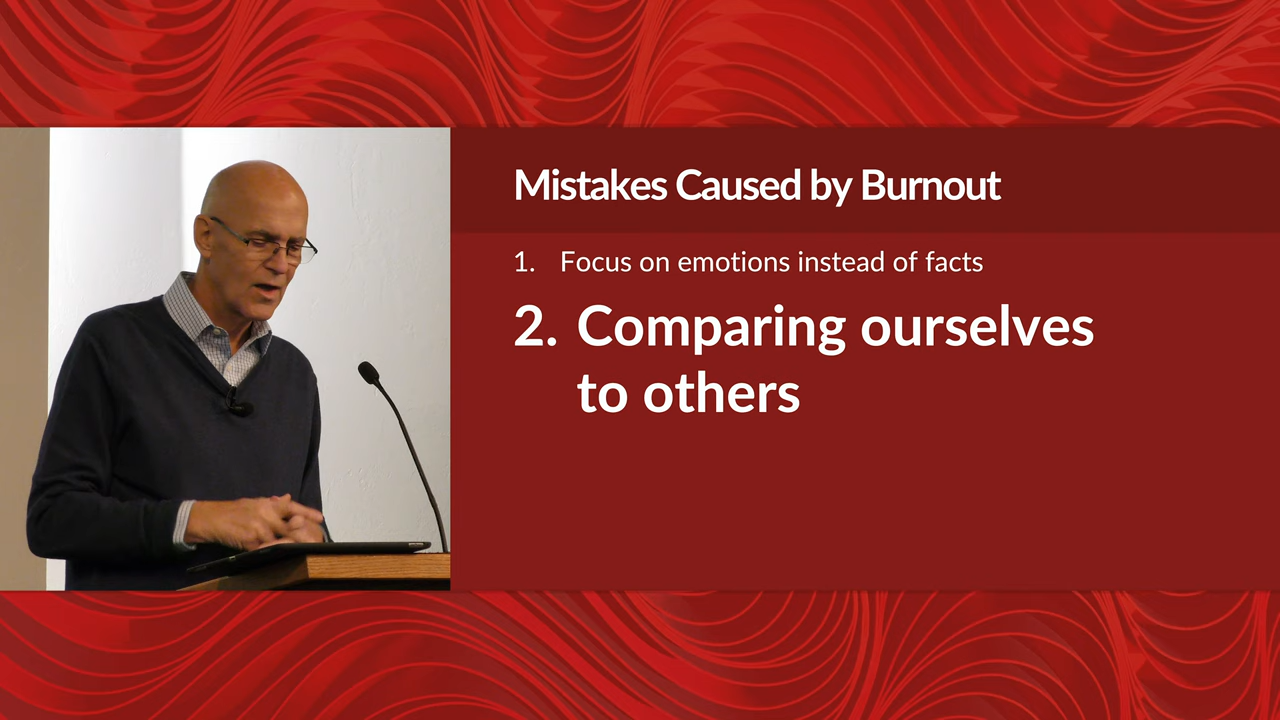 Mistakes Caused by Burnout
1. Focus on emotions instead of facts
2. Comparing ourselves
to others